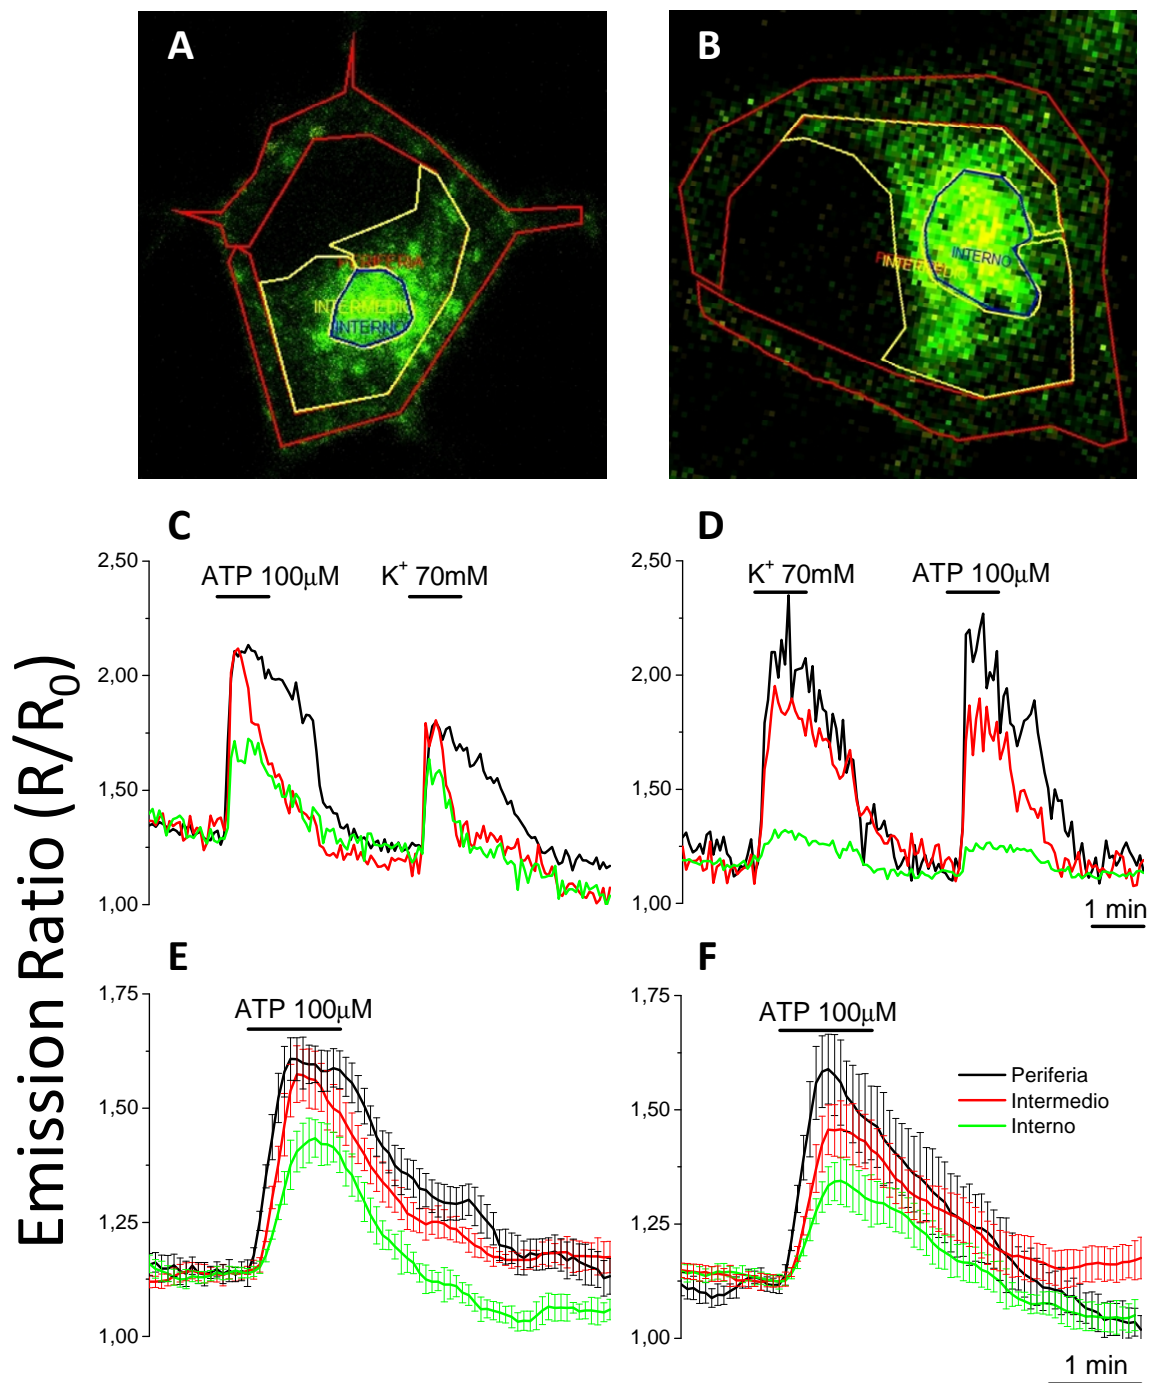 A
B
PERIFERIA
INTERMEDIO
INTERNO
INTERNO
INTERMEDIO
C
D
Emission Ratio (R/R₀)
2,50
2,00
1,50
1,00
ATP 100μM
K⁺ 70mM
2,50
2,00
1,50
1,00
K⁺ 70mM
ATP 100μM
1 min
E
F
1,75
1,50
1,25
1,00
ATP 100μM
1,75
1,50
1,25
1,00
ATP 100μM
Periferia
Intermedio
Interno
1 min